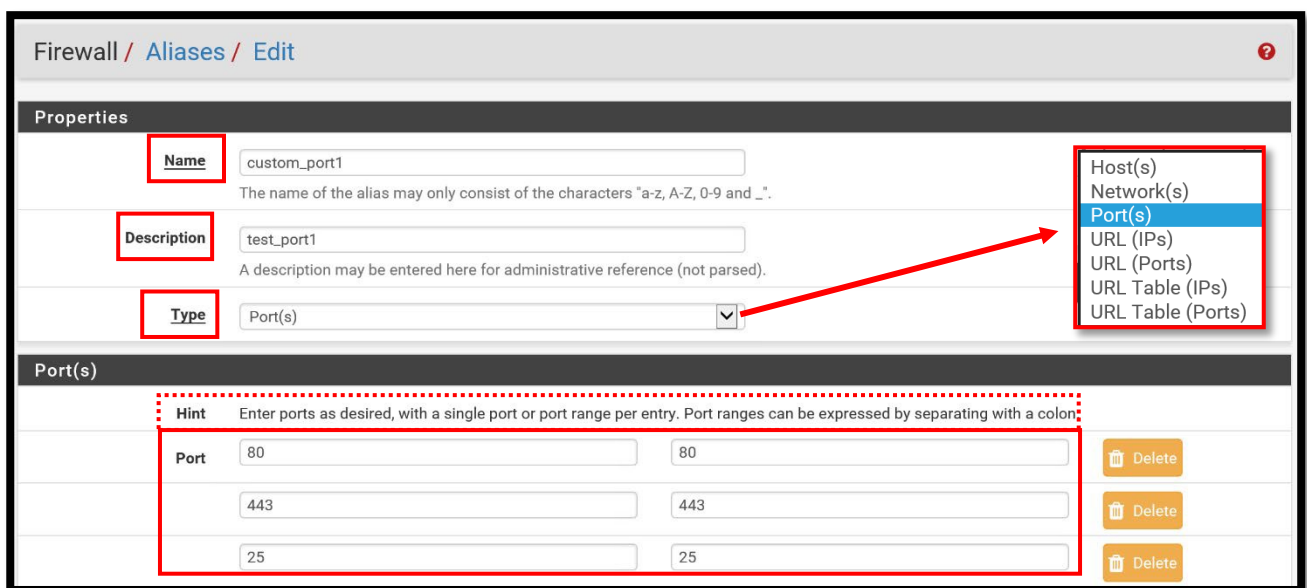 Firewall / Aliases / Edit
Properties
Name custom_port1
The name of the alias may only consist of the characters "a-z, A-Z, 0-9 and _".
Description test_port1
A description may be entered here for administrative reference (not parsed).
Type Port(s)
Host(s)
Network(s)
Port(s)
URL (IPs)
URL (Ports)
URL Table (IPs)
URL Table (Ports)
Port(s)
Hint Enter ports as desired, with a single port or port range per entry. Port ranges can be expressed by separating with a colon
Port 80 80 Delete
443 443 Delete
25 25 Delete